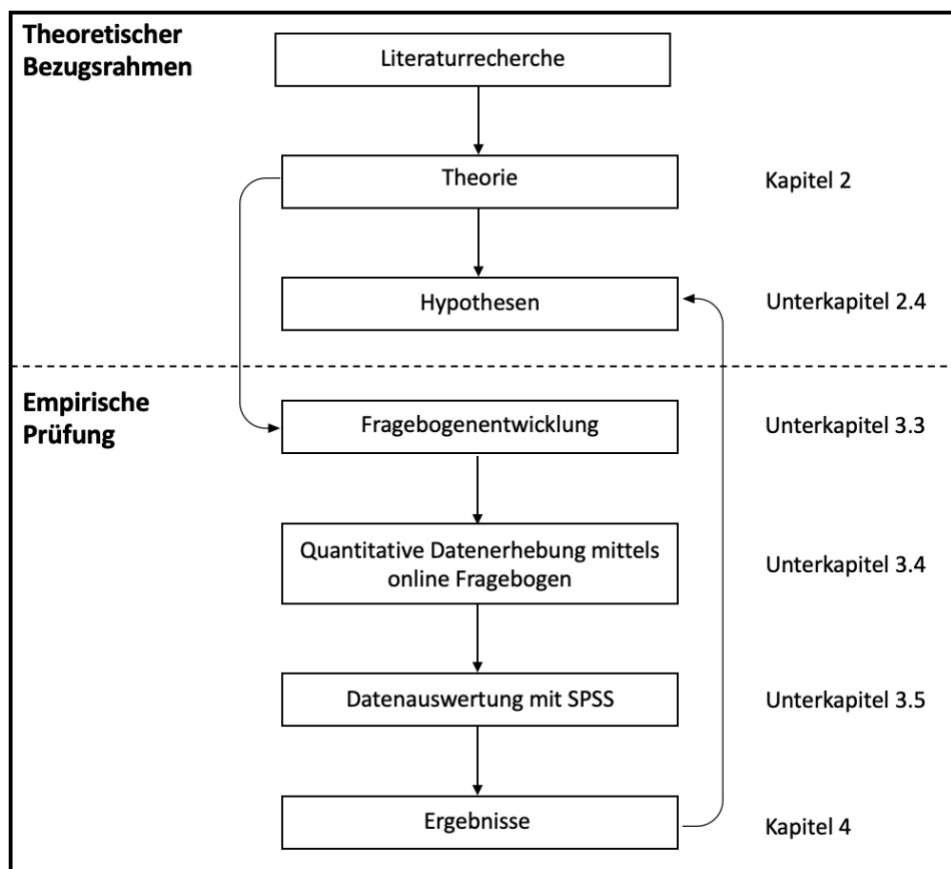 Theoretischer
Bezugsrahmen
Literaturrecherche
Theorie
Kapitel 2
Hypothesen
Unterkapitel 2.4
Empirische
Prüfung
Fragebogenentwicklung
Unterkapitel 3.3
Quantitative Datenerhebung mittels
online Fragebogen
Unterkapitel 3.4
Datenauswertung mit SPSS
Unterkapitel 3.5
Ergebnisse
Kapitel 4